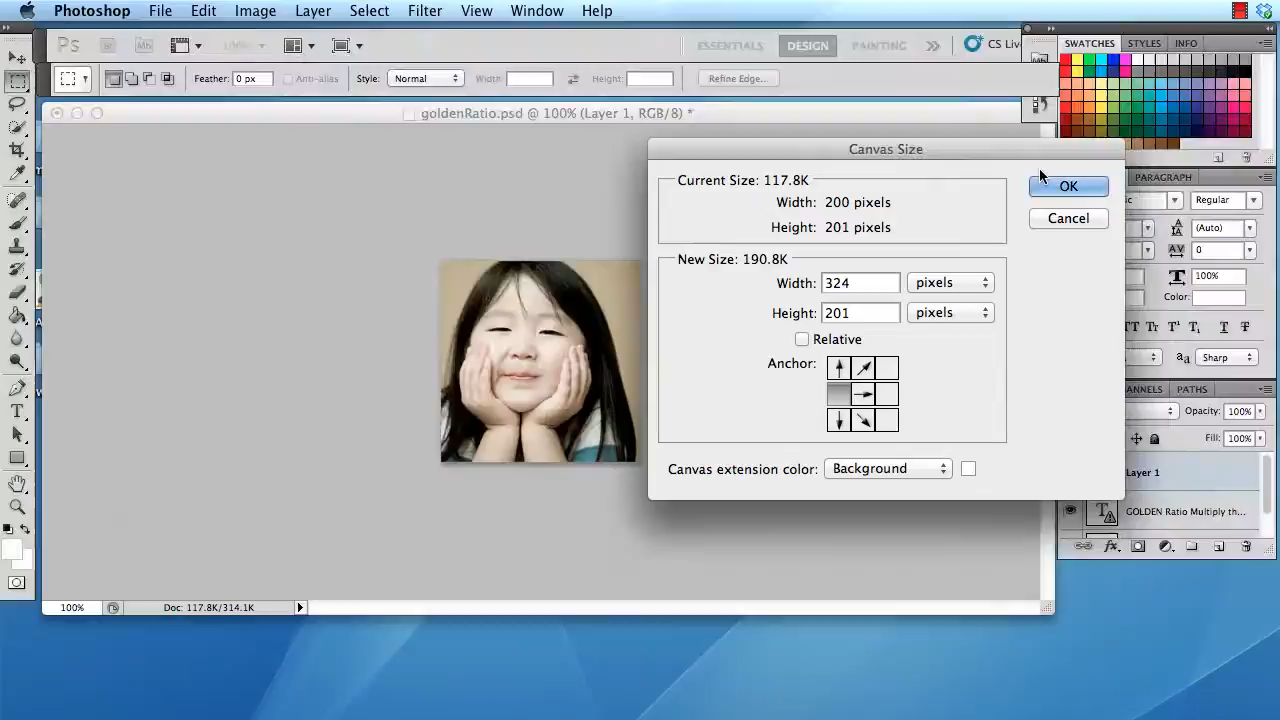 Photoshop File Edit Image Layer Select Filter View Window Help
Ps Br Mb 100% ESSENTIALS DESIGN PAINTING CS Live
Feather: 0 px Anti-alias Style: Normal Width: Height: Refine Edge...
goldenRatio.psd @ 100% (Layer 1, RGB/8) *
SWATCHES STYLES INFO
Canvas Size
Current Size: 117.8K
Width: 200 pixels
Height: 201 pixels
OK
Cancel
New Size: 190.8K
Width: 324 pixels
Height: 201 pixels
Relative
Anchor:
Canvas extension color: Background
PARAGRAPH
Regular
(Auto)
0
100%
Color:
T T
Sharp
PATHS
Opacity: 100%
Fill: 100%
Layer 1
GOLDEN Ratio Multiply th...
100% Doc: 117.8K/314.1K